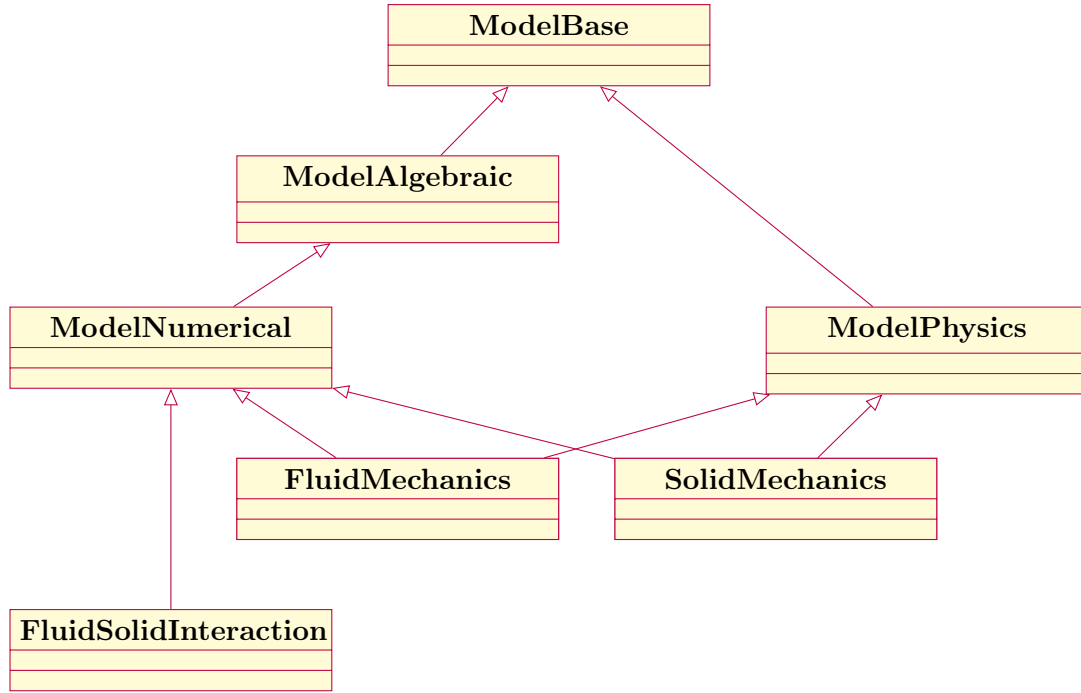 ModelBase
ModelAlgebraic
ModelNumerical
ModelPhysics
FluidMechanics
SolidMechanics
FluidSolidInteraction